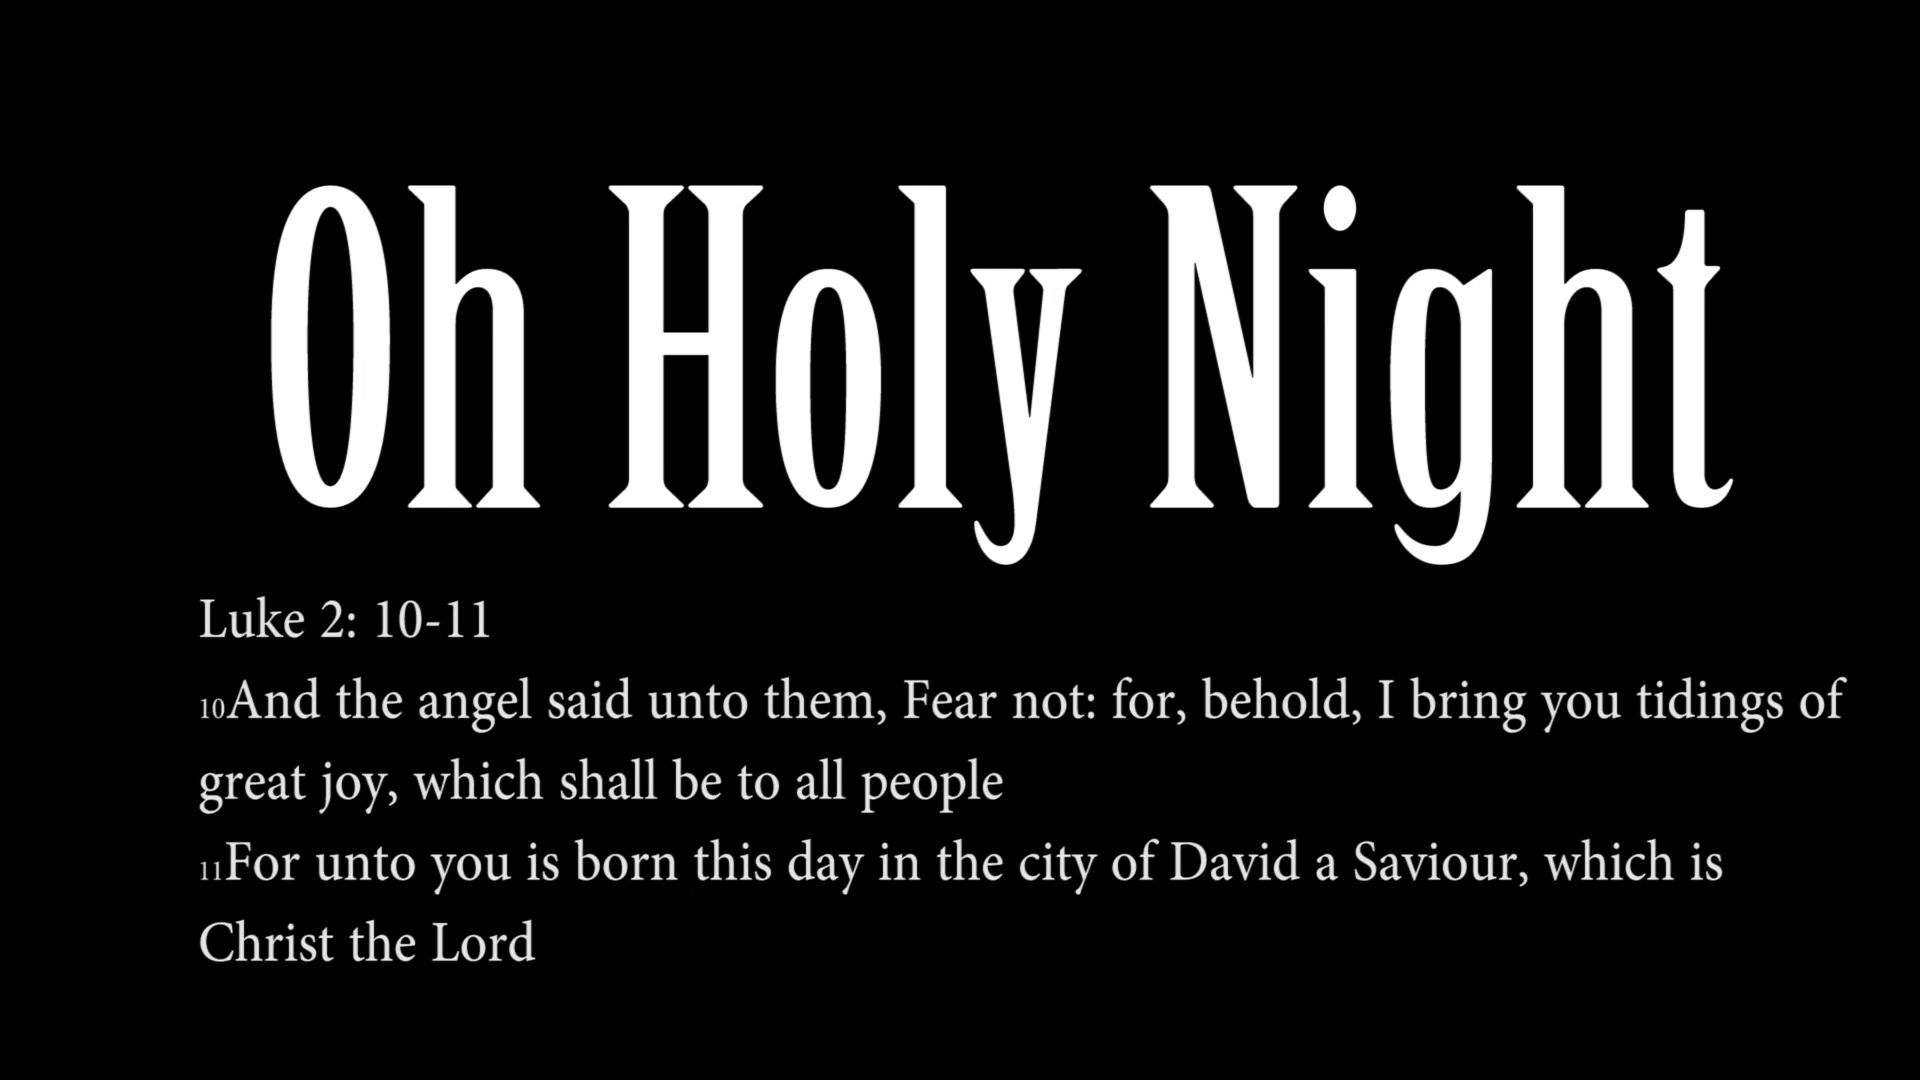 Oh Holy Night
Luke 2: 10-11
10And the angel said unto them, Fear not: for, behold, I bring you tidings of
great joy, which shall be to all people
11For unto you is born this day in the city of David a Saviour, which is
Christ the Lord